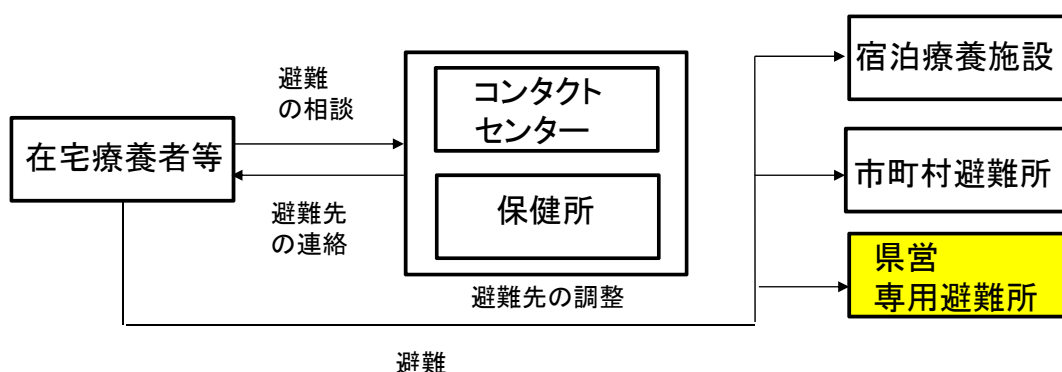 在宅療養者等
避難
の相談
避難先
の連絡
コンタクト
センター
保健所
避難先の調整
避難
宿泊療養施設
市町村避難所
県営
専用避難所